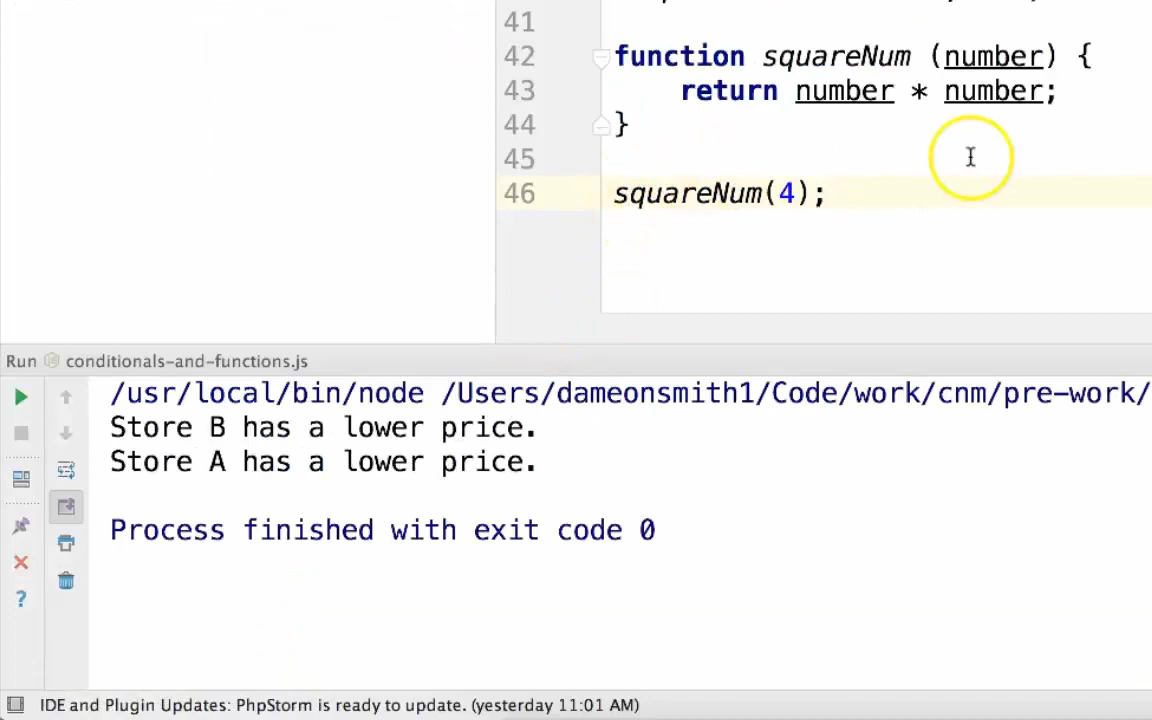 41
42 function squareNum (number) {
43 return number * number;
44 }
45
46 squareNum(4);
Run conditionals-and-functions.js
/usr/local/bin/node /Users/dameonsmith1/Code/work/cnm/pre-work/
Store B has a lower price.
Store A has a lower price.
Process finished with exit code 0
?
IDE and Plugin Updates: PhpStorm is ready to update. (yesterday 11:01 AM)